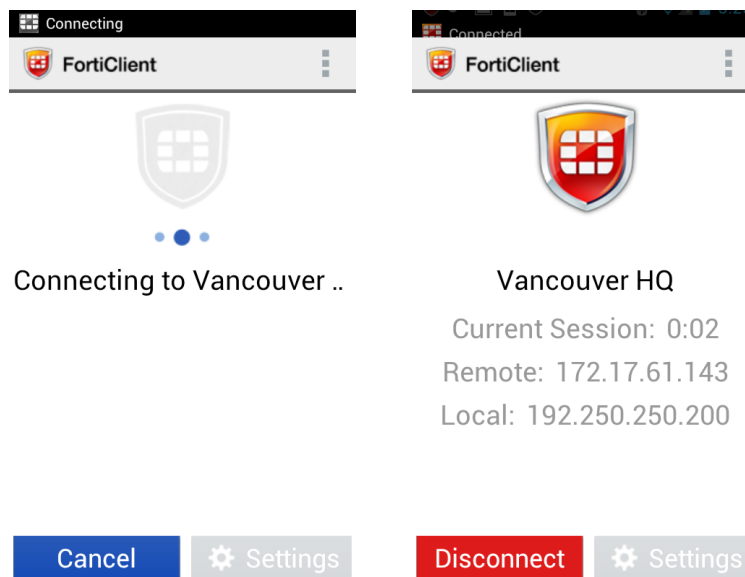 Connecting
FortiClient
Connecting to Vancouver ..
Cancel
Settings
Connected
FortiClient
Vancouver HQ
Current Session: 0:02
Remote: 172.17.61.143
Local: 192.250.250.200
Disconnect
Settings